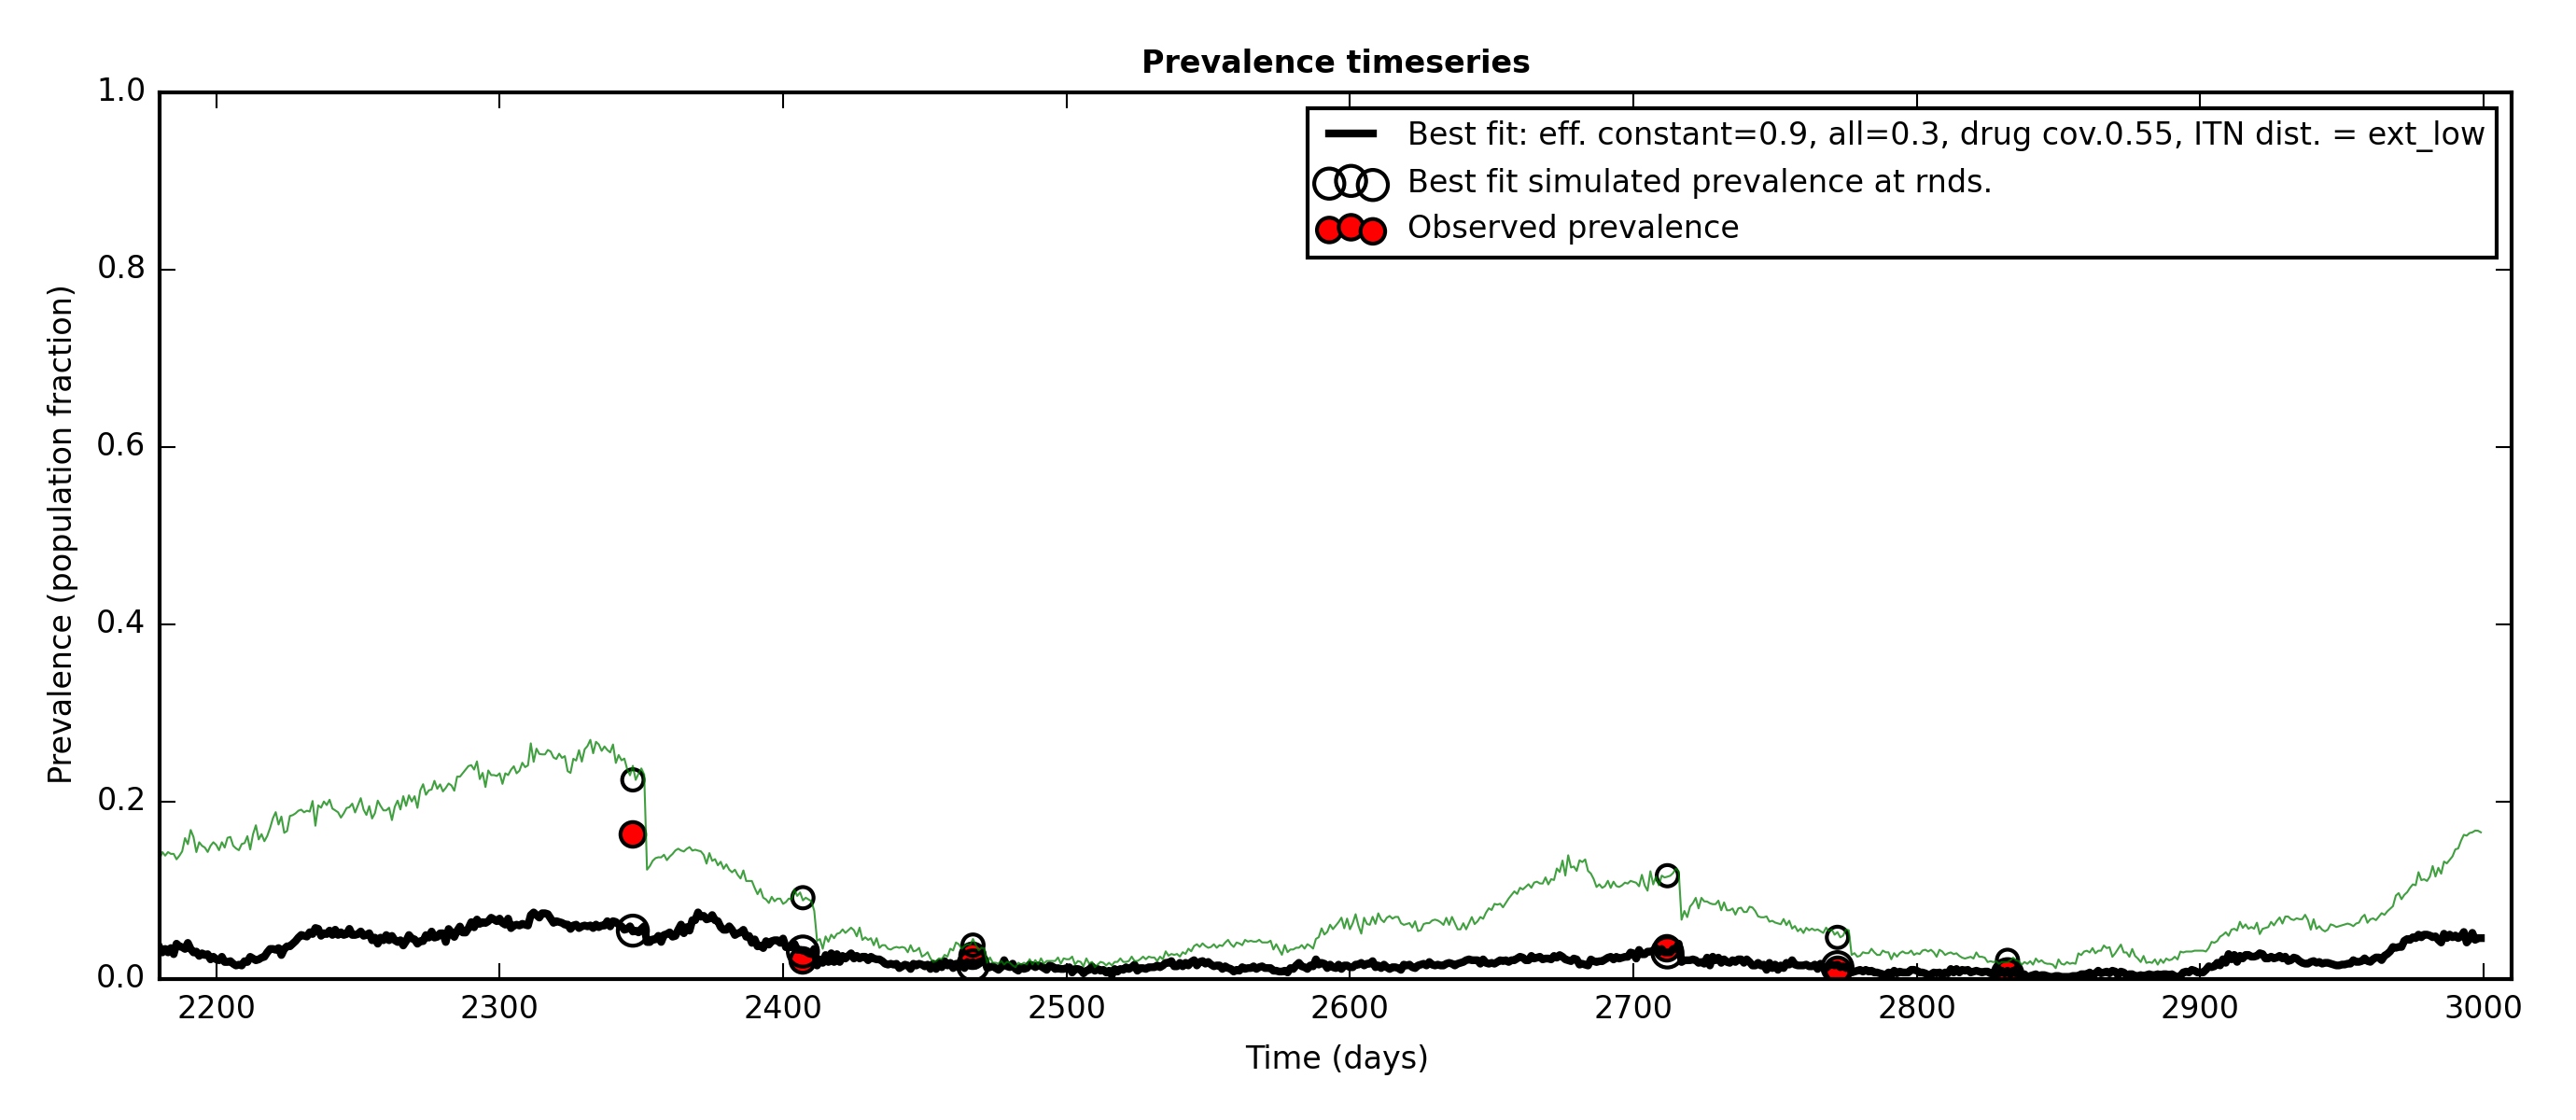 Prevalence timeseries
1.0
0.8
0.6
0.4
0.2
0.0
Prevalence (population fraction)
Best fit: eff. constant=0.9, all=0.3, drug cov.0.55, ITN dist. = ext_low
Best fit simulated prevalence at rnds.
Observed prevalence
2200 2300 2400 2500 2600 2700 2800 2900 3000
Time (days)